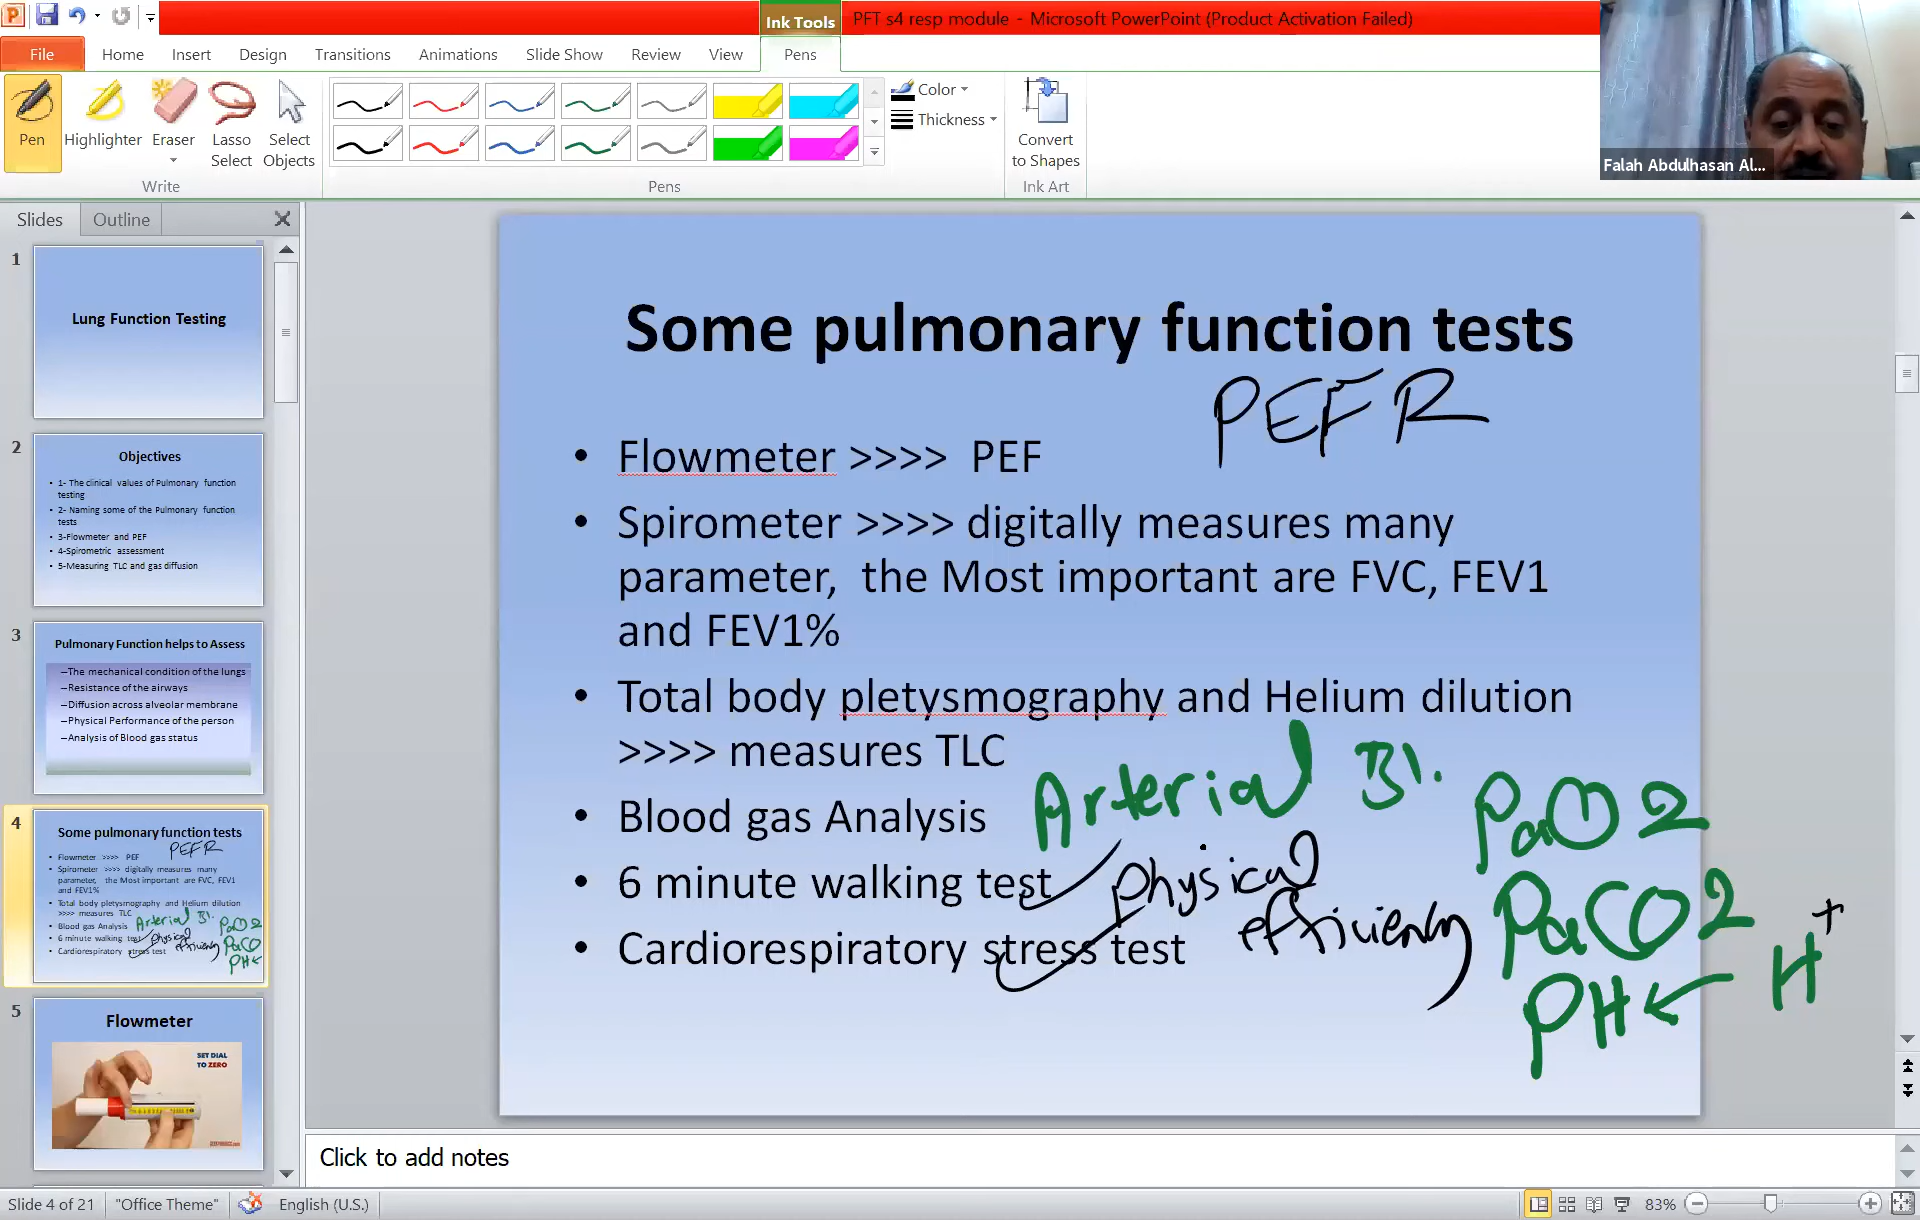 Ink Tools
PFT s4 resp module - Microsoft PowerPoint (Product Activation Failed)
File Home Insert Design Transitions Animations Slide Show Review View Pens
Pen Highlighter Eraser Lasso Select Select Objects
Color
Thickness
Convert to Shapes
Write Pens Ink Art
Falah Abdulhasan Al...
Slides Outline
1
Lung Function Testing
2
Objectives
• 1- The clinical values of Pulmonary function
testing
• 2- Naming some of the Pulmonary function
tests
• 3-Flowmeter and PEF
• 4-Spirometric assessment
• 5-Measuring TLC and gas diffusion
3
Pulmonary Function helps to Assess
–The mechanical condition of the lungs
–Resistance of the airways
–Diffusion across alveolar membrane
–Physical Performance of the person
–Analysis of Blood gas status
4
Some pulmonary function tests
PEFR
• Flowmeter >>>> PEF
• Spirometer >>>> digitally measures many
parameter, the Most important are FVC, FEV1
and FEV1%
• Total body pletysmography and Helium dilution
>>>> measures TLC
• Blood gas Analysis Arterial Bl. PaO2
• 6 minute walking test physical efficiency PaCO
• Cardiorespiratory stress test PH
5
Flowmeter
SET DIAL
TO ZERO
Some pulmonary function tests
PEFR
• Flowmeter >>>> PEF
• Spirometer >>>> digitally measures many
parameter, the Most important are FVC, FEV1
and FEV1%
• Total body pletysmography and Helium dilution
>>>> measures TLC
• Blood gas Analysis Arterial Bl. PaO2
• 6 minute walking test physical
efficiency PaCO2
• Cardiorespiratory stress test
PH ← H+
Click to add notes
Slide 4 of 21 "Office Theme" English (U.S.) 83%